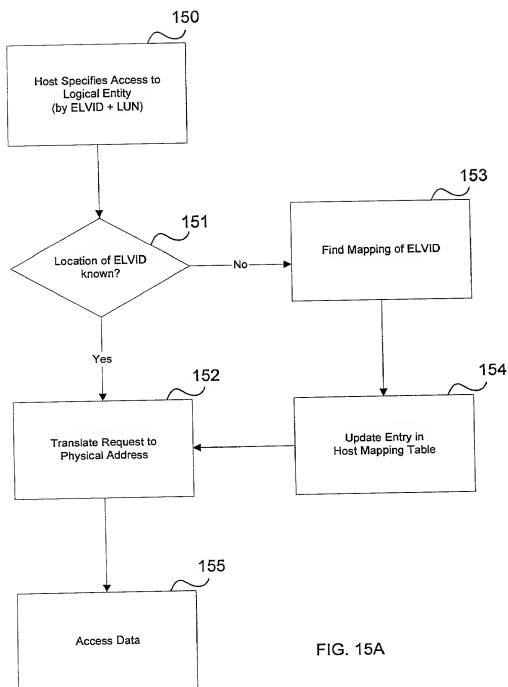 150
Host Specifies Access to
Logical Entity
(by ELVID + LUN)
151
Location of ELVID
known?
No
153
Find Mapping of ELVID
Yes
152
Translate Request to
Physical Address
154
Update Entry in
Host Mapping Table
155
Access Data
FIG. 15A